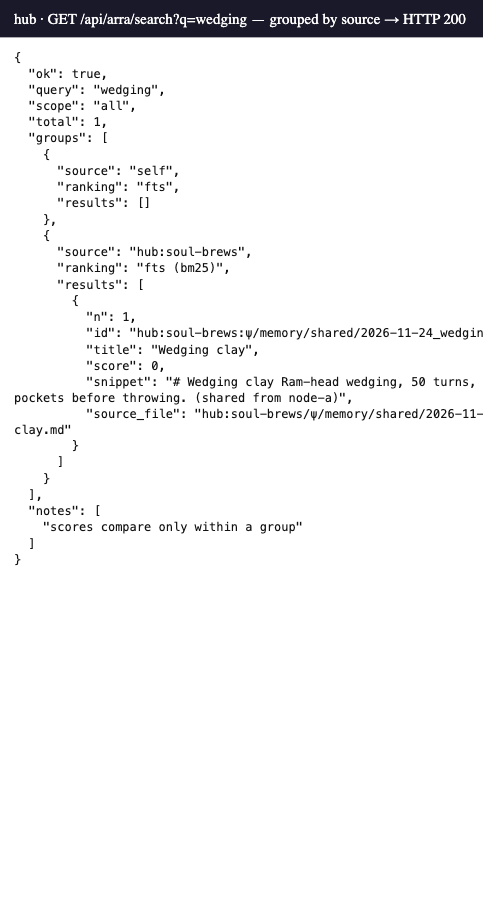 hub · GET /api/arra/search?q=wedging — grouped by source → HTTP 200
{
  "ok": true,
  "query": "wedging",
  "scope": "all",
  "total": 1,
  "groups": [
    {
      "source": "self",
      "ranking": "fts",
      "results": []
    },
    {
      "source": "hub:soul-brews",
      "ranking": "fts (bm25)",
      "results": [
        {
          "n": 1,
          "id": "hub:soul-brews:ψ/memory/shared/2026-11-24_wedgin
          "title": "Wedging clay",
          "score": 0,
          "snippet": "# Wedging clay Ram-head wedging, 50 turns,
pockets before throwing. (shared from node-a)",
          "source_file": "hub:soul-brews/ψ/memory/shared/2026-11-
clay.md"
        }
      ]
    }
  ],
  "notes": [
    "scores compare only within a group"
  ]
}